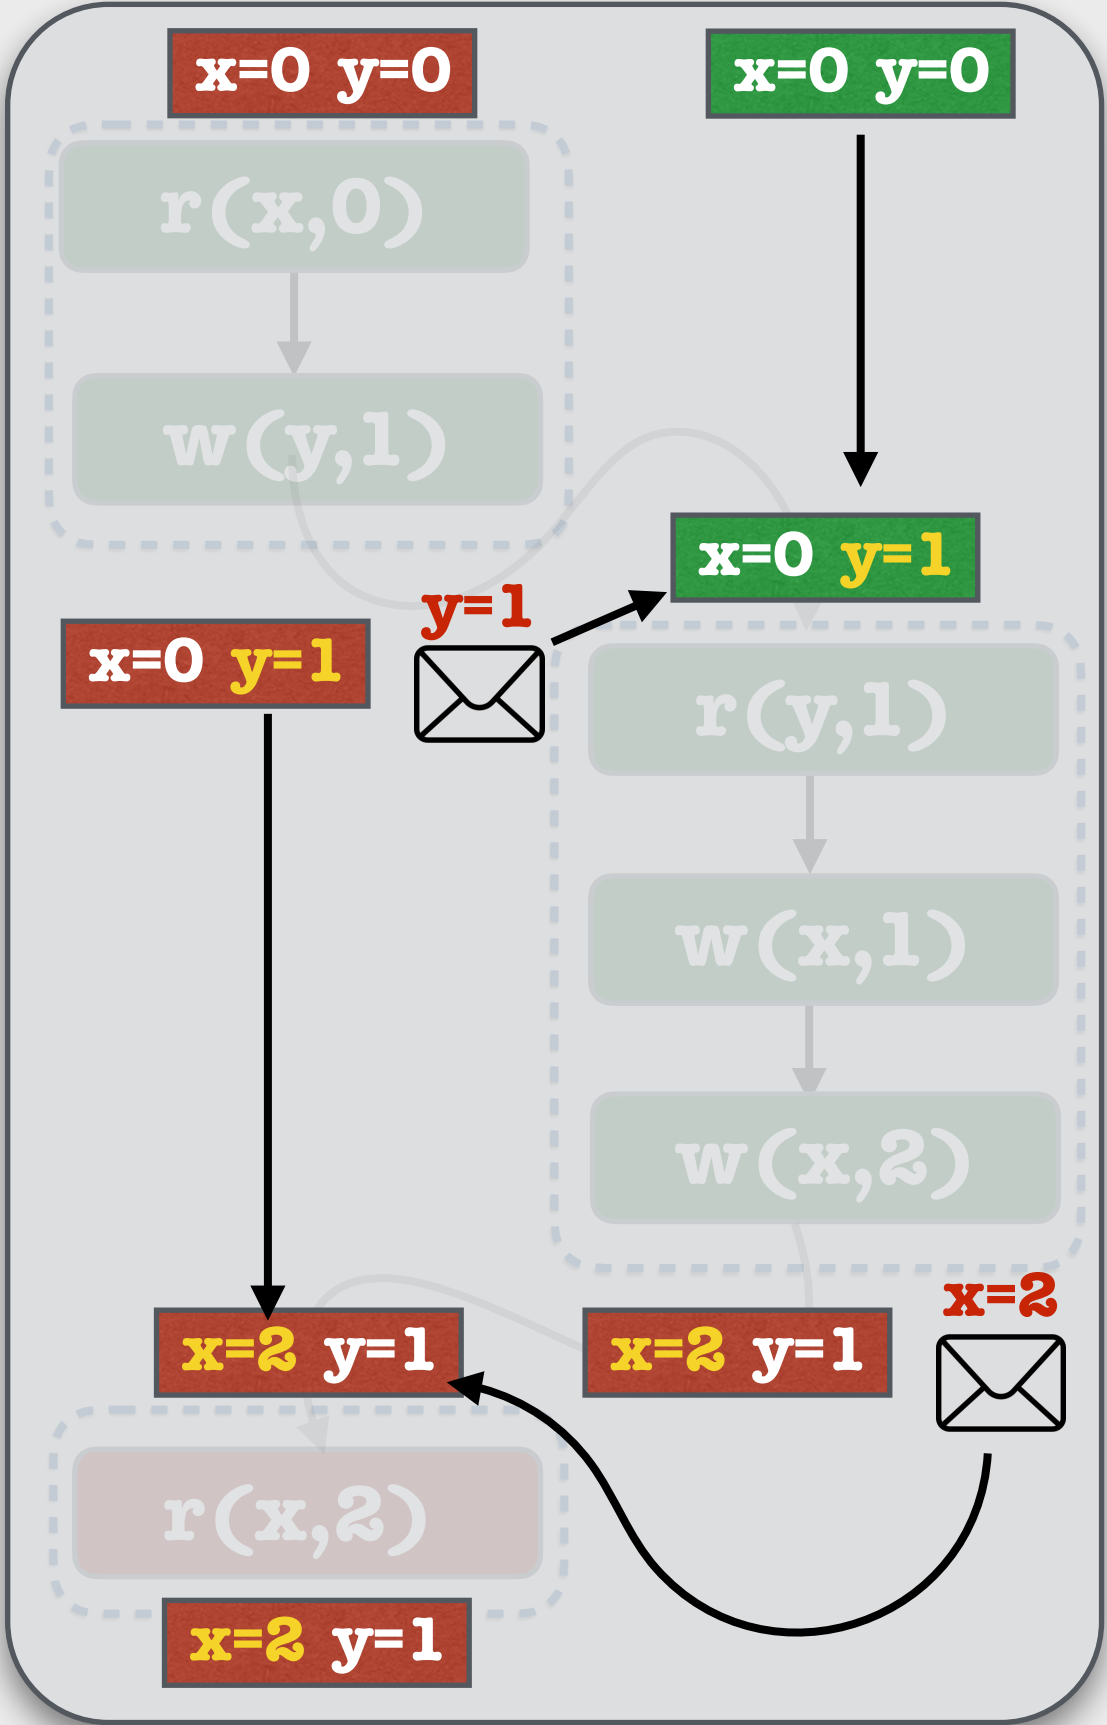 x=0 y=0
x=0 y=0
r(x,0)
w(y,1)
x=0 y=1
y=1
x=0 y=1
r(y,1)
w(x,1)
w(x,2)
x=2
x=2 y=1
x=2 y=1
r(x,2)
x=2 y=1